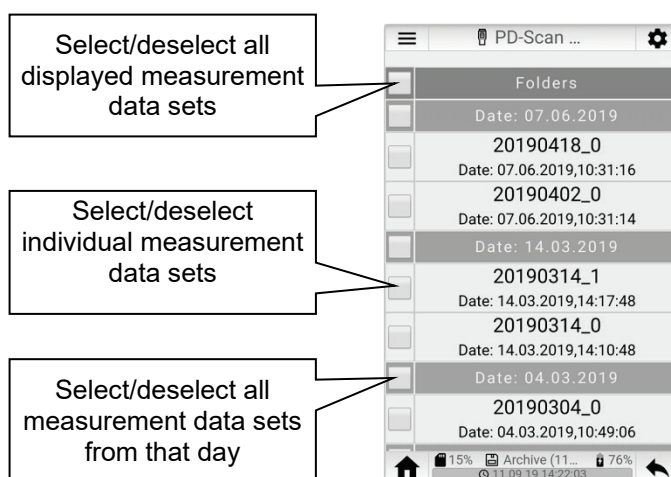 Select/deselect all
displayed measurement
data sets
Select/deselect
individual measurement
data sets
Select/deselect all
measurement data sets
from that day
PD-Scan ...
Folders
Date: 07.06.2019
20190418_0
Date: 07.06.2019,10:31:16
20190402_0
Date: 07.06.2019,10:31:14
Date: 14.03.2019
20190314_1
Date: 14.03.2019,14:17:48
20190314_0
Date: 14.03.2019,14:10:48
Date: 04.03.2019
20190304_0
Date: 04.03.2019,10:49:06
15% Archive (11... 76%
11.09.19 14:22:03